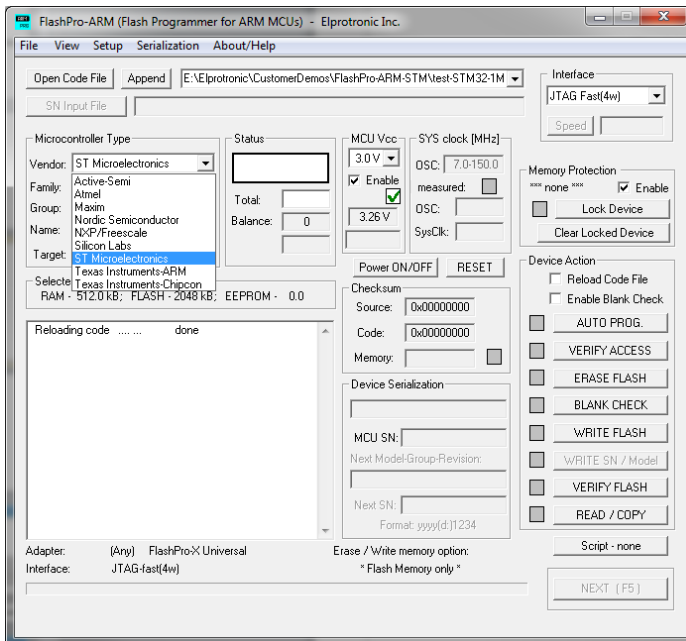 FlashPro-ARM (Flash Programmer for ARM MCUs) - Elprotronic Inc.
File View Setup Serialization About/Help
Open Code File Append E:\Elprotronic\CustomerDemos\FlashPro-ARM-STM\test-STM32-1M
SN Input File
Interface
JTAG Fast(4w)
Speed
Microcontroller Type
Vendor: ST Microelectronics
Family:
Group:
Name:
Target:
Active-Semi
Atmel
Maxim
Nordic Semiconductor
NXP/Freescale
Silicon Labs
ST Microelectronics
Texas Instruments-ARM
Texas Instruments-Chipcon
Status
Total:
Balance: 0
MCU Vcc
3.0 V
Enable
3.26 V
SYS clock [MHz]
OSC: 7.0-150.0
measured:
OSC:
SysClk:
Memory Protection
*** none *** Enable
Lock Device
Clear Locked Device
Power ON/OFF RESET
RAM - 512.0 kB; FLASH - 2048 kB; EEPROM - 0.0
Reloading code .... ... done
Checksum
Source: 0x00000000
Code: 0x00000000
Memory:
Device Serialization
MCU SN:
Next Model-Group-Revision:
Next SN:
Format: yyyy(d:)1234
Device Action
Reload Code File
Enable Blank Check
AUTO PROG.
VERIFY ACCESS
ERASE FLASH
BLANK CHECK
WRITE FLASH
WRITE SN / Model
VERIFY FLASH
READ / COPY
Script - none
NEXT ( F5 )
Adapter: (Any) FlashPro-X Universal
Interface: JTAG-fast(4w)
Erase / Write memory option:
* Flash Memory only *